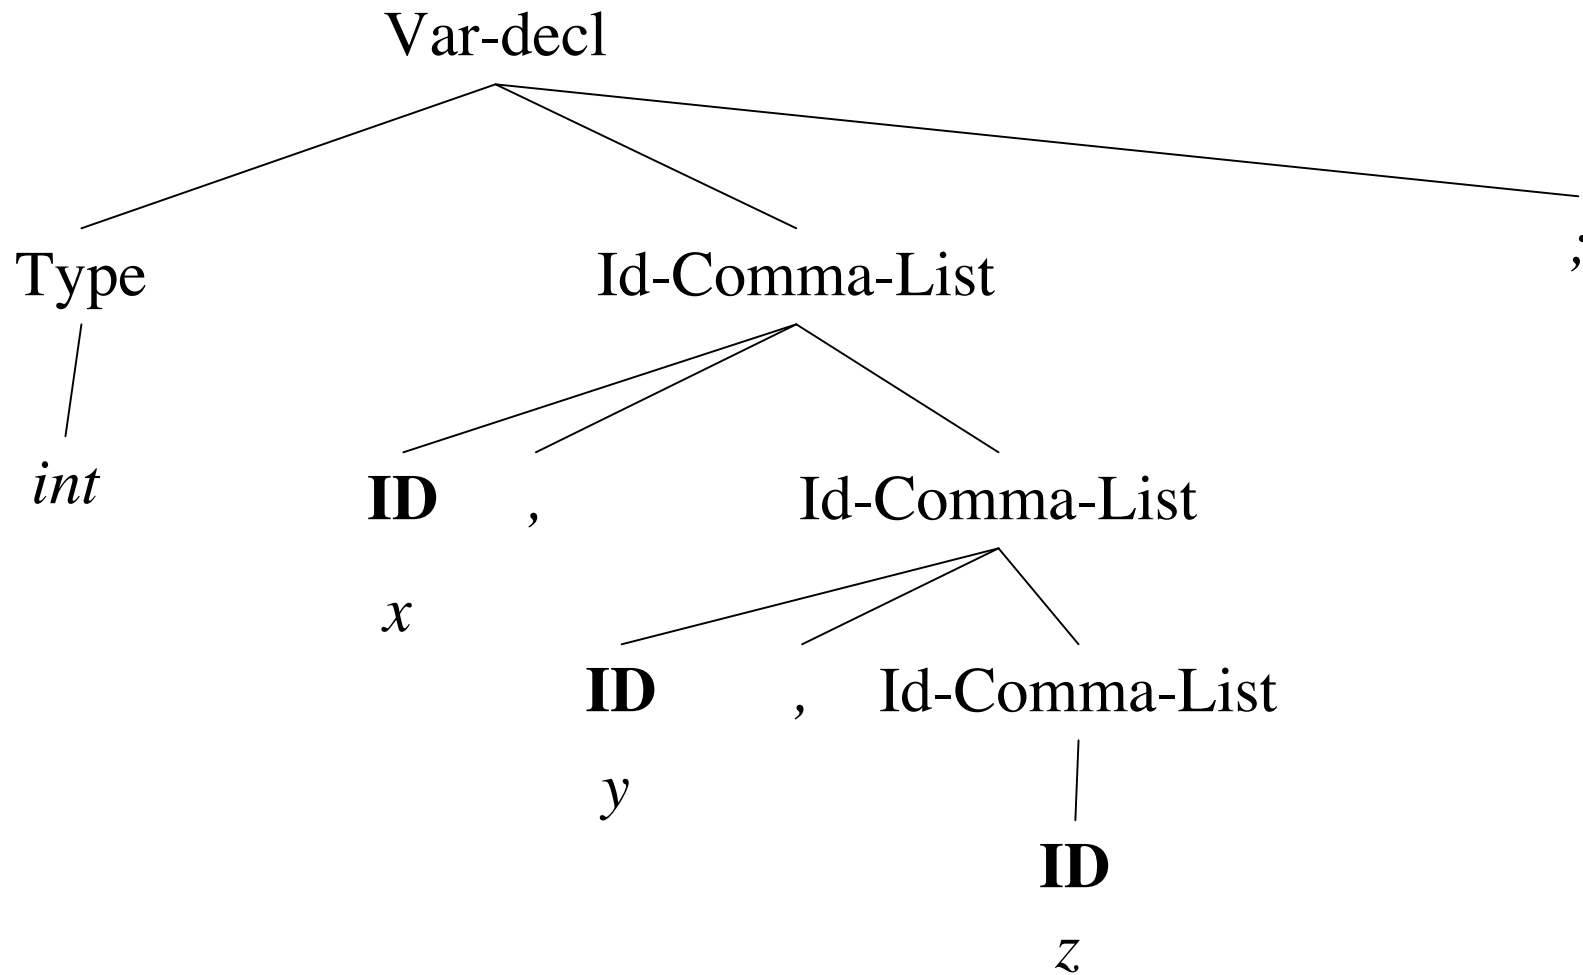 Var-decl
Type Id-Comma-List ;
int ID , Id-Comma-List
x
ID , Id-Comma-List
y
ID
z